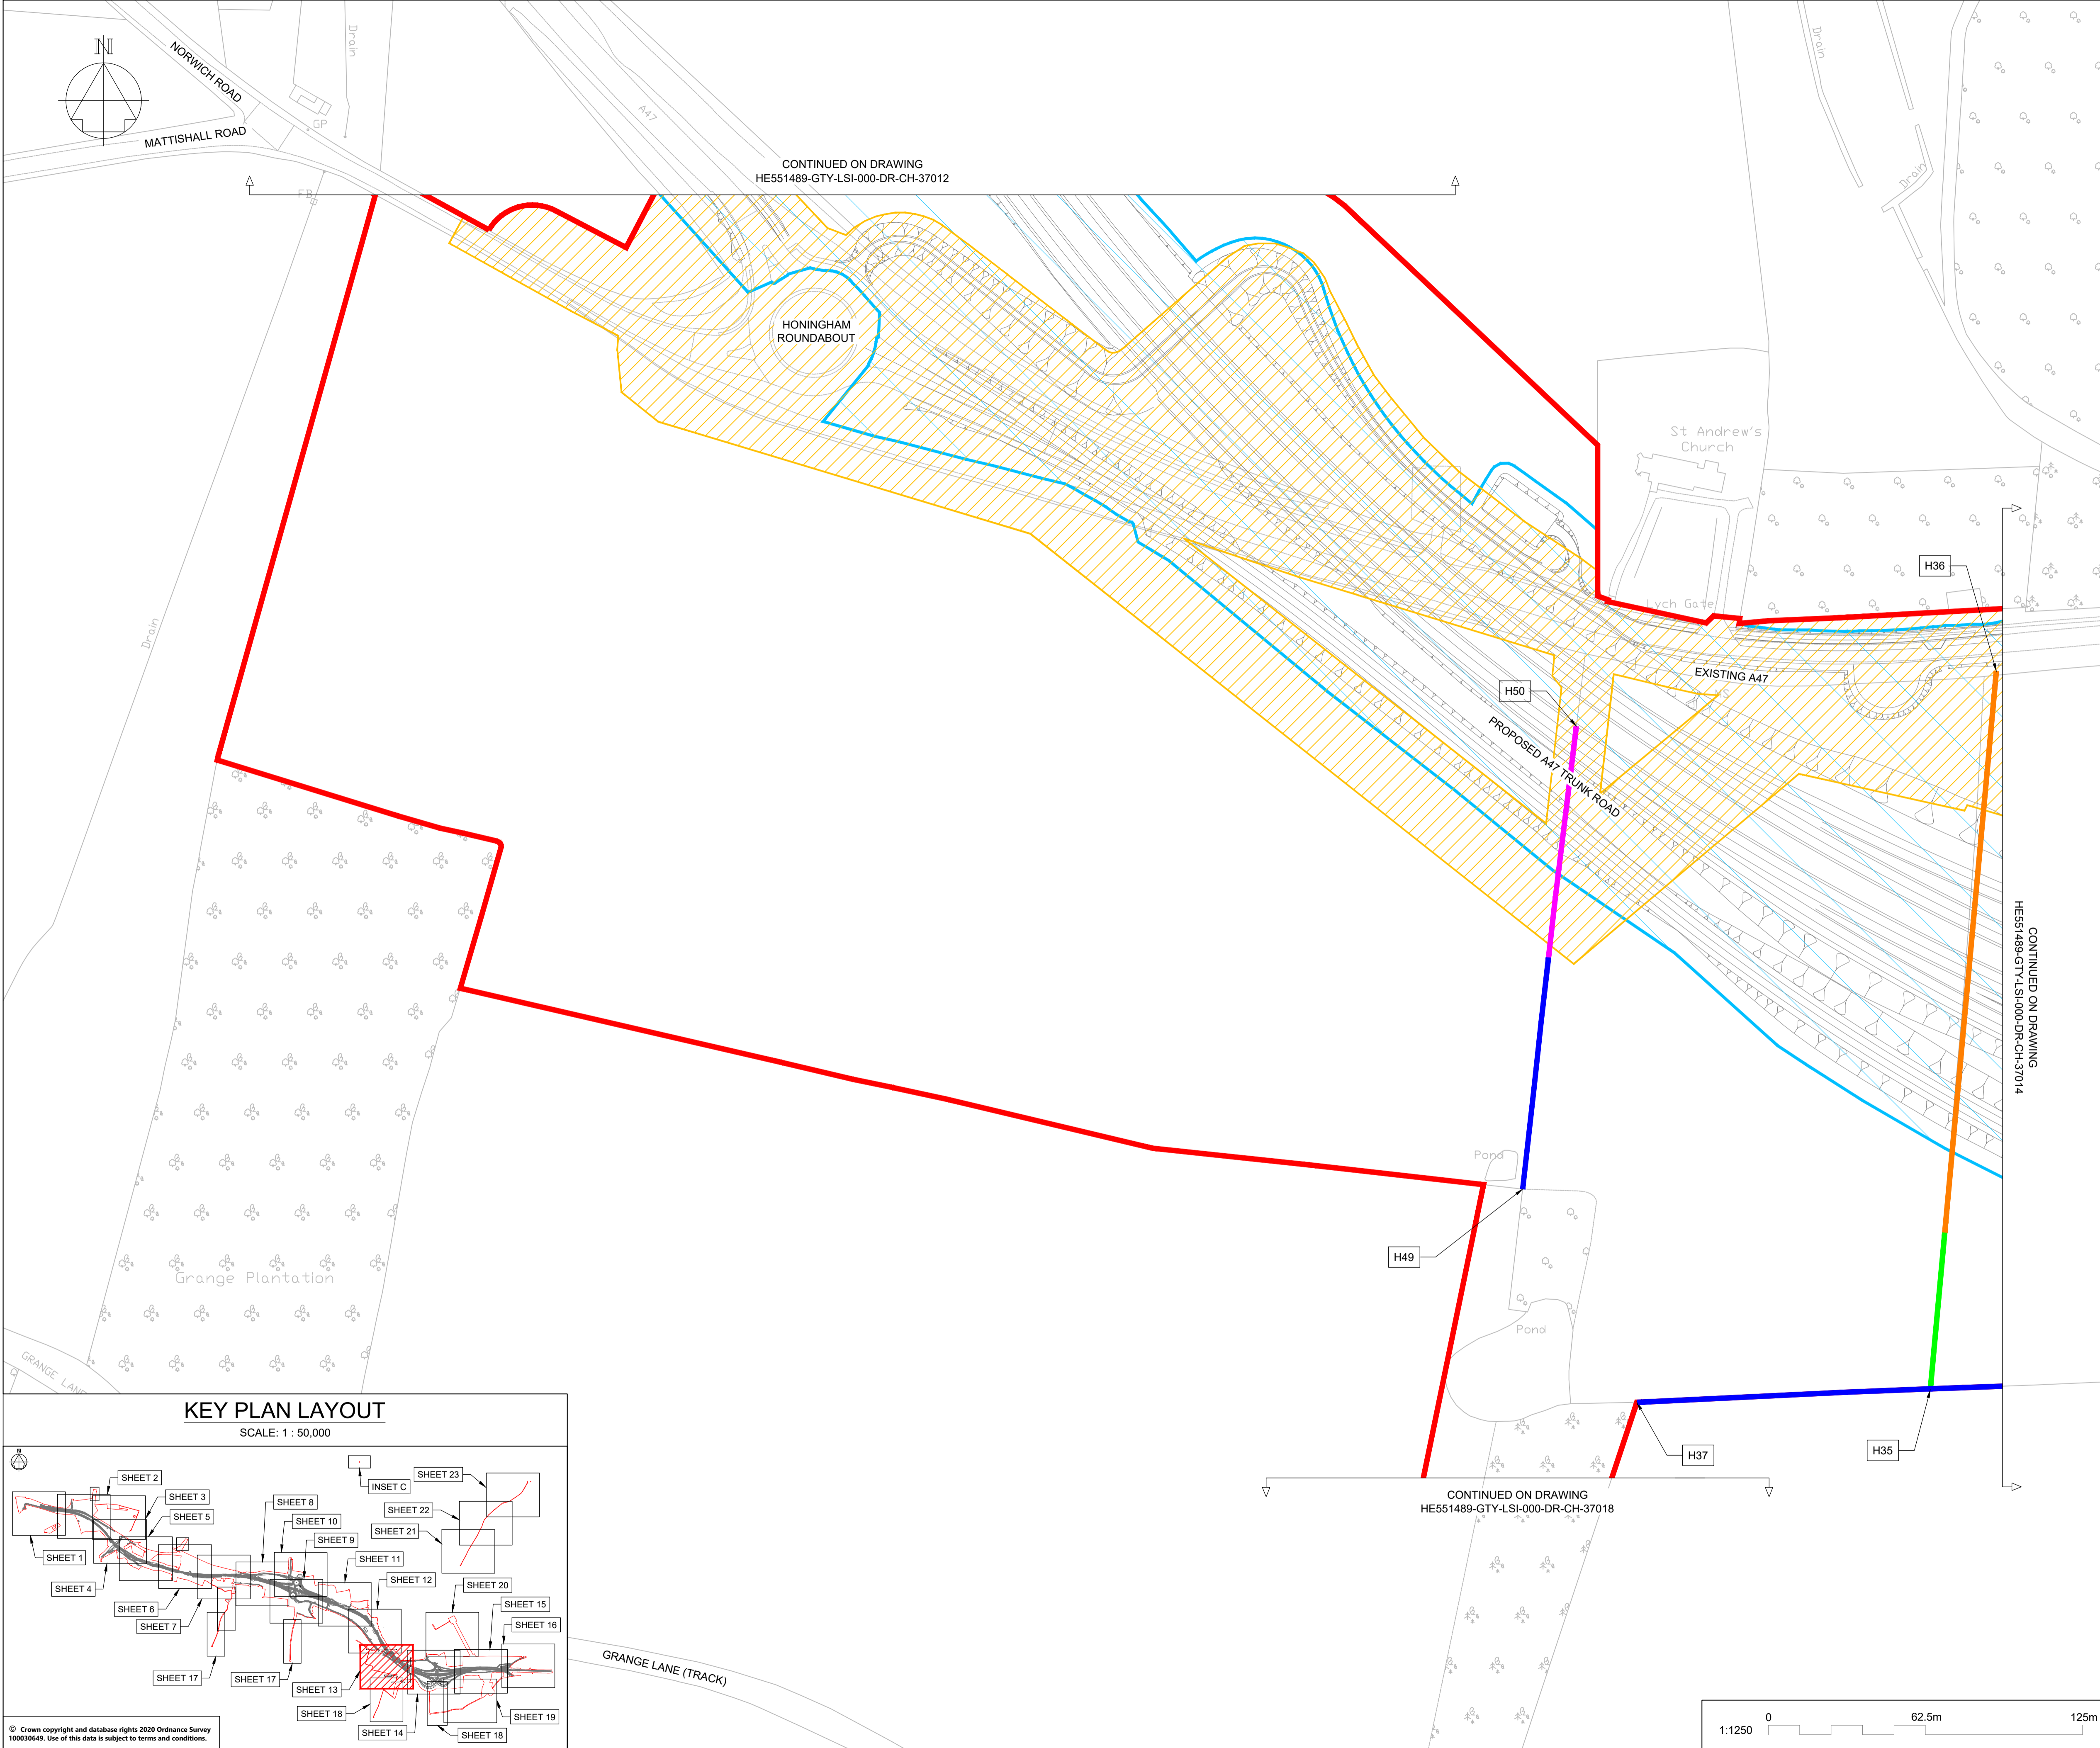 N
NORWICH ROAD
MATTISHALL ROAD
Drain
GP
FB
A47
CONTINUED ON DRAWING
HE551489-GTY-LSI-000-DR-CH-37012
Drain
Drain
HONINGHAM
ROUNDABOUT
St Andrew's
Church
Lych Gate
H36
EXISTING A47
MS
H50
PROPOSED A47 TRUNK ROAD
Drain
CONTINUED ON DRAWING
HE551489-GTY-LSI-000-DR-CH-37014
Pond
H49
Pond
Grange Plantation
GRANGE LANE
H37
H35
CONTINUED ON DRAWING
HE551489-GTY-LSI-000-DR-CH-37018
KEY PLAN LAYOUT
SCALE: 1 : 50,000
N
SHEET 2
SHEET 3
SHEET 5
SHEET 1
SHEET 4
SHEET 6
SHEET 7
SHEET 17
SHEET 8
SHEET 10
SHEET 9
SHEET 11
SHEET 12
INSET C
SHEET 23
SHEET 22
SHEET 21
SHEET 20
SHEET 15
SHEET 16
SHEET 17
SHEET 13
SHEET 18
SHEET 14
SHEET 18
SHEET 19
© Crown copyright and database rights 2020 Ordnance Survey
100030649. Use of this data is subject to terms and conditions.
GRANGE LANE (TRACK)
1:1250
0
62.5m
125m